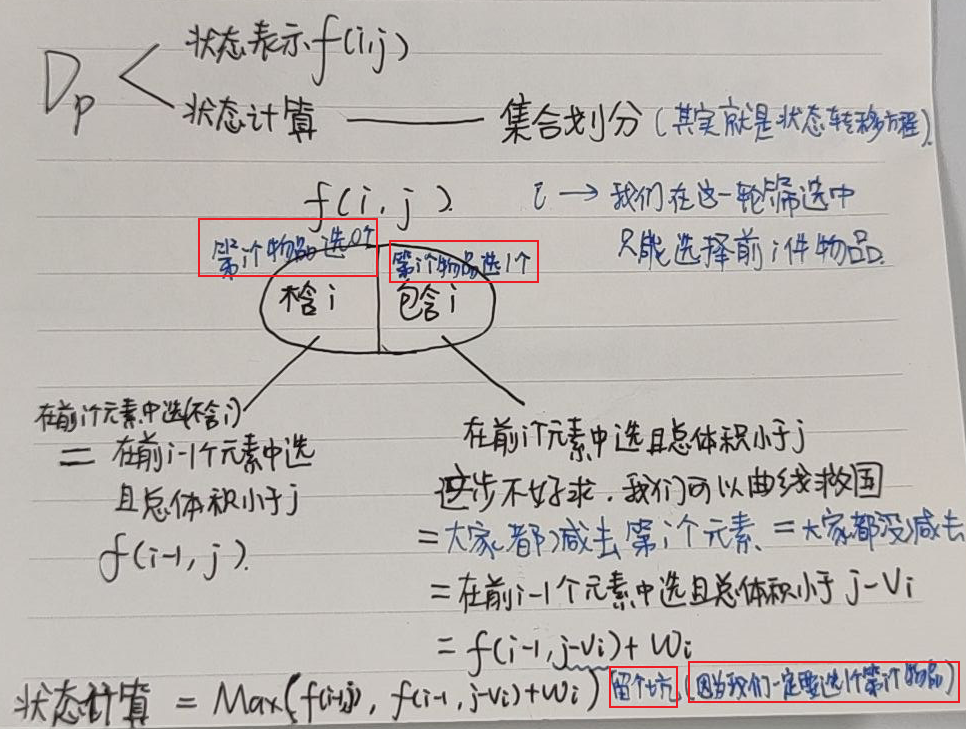 Dp 状态表示 f(i,j)
状态计算 —— 集合划分 (其实就是状态转移方程)
f(i,j) i → 我们在这一轮筛选中
只能选择前i件物品.
第i个物品选0个 第i个物品选1个
不含i 包含i
在前i个元素中选(不含i)
= 在前i-1个元素中选
且总体积小于j
f(i-1,j).
在前i个元素中选且总体积小于j
这步不好求,我们可以曲线救国
=大家都减去第i个元素 =大家都没减去
=在前i-1个元素中选且总体积小于 j-Vi
= f(i-1,j-vi)+Wi
状态计算 = Max(f(i-1,j), f(i-1,j-vi)+Wi) 留个坑 (因为我们一定要选1个第i个物品)